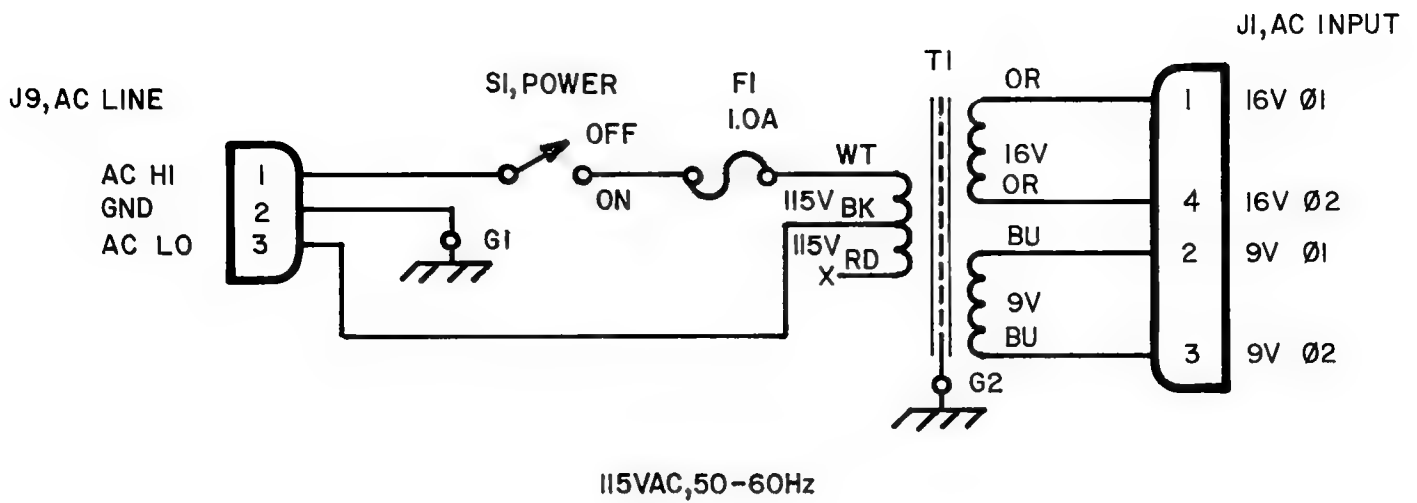 J1, AC INPUT
J9, AC LINE
S1, POWER
F1
1.0A
T1
OFF
ON
AC HI
GND
AC LO
1
2
3
G1
WT
115V BK
115V
RD
X
OR
16V
OR
BU
9V
BU
G2
1 16V Ø1
4 16V Ø2
2 9V Ø1
3 9V Ø2
115VAC, 50-60Hz